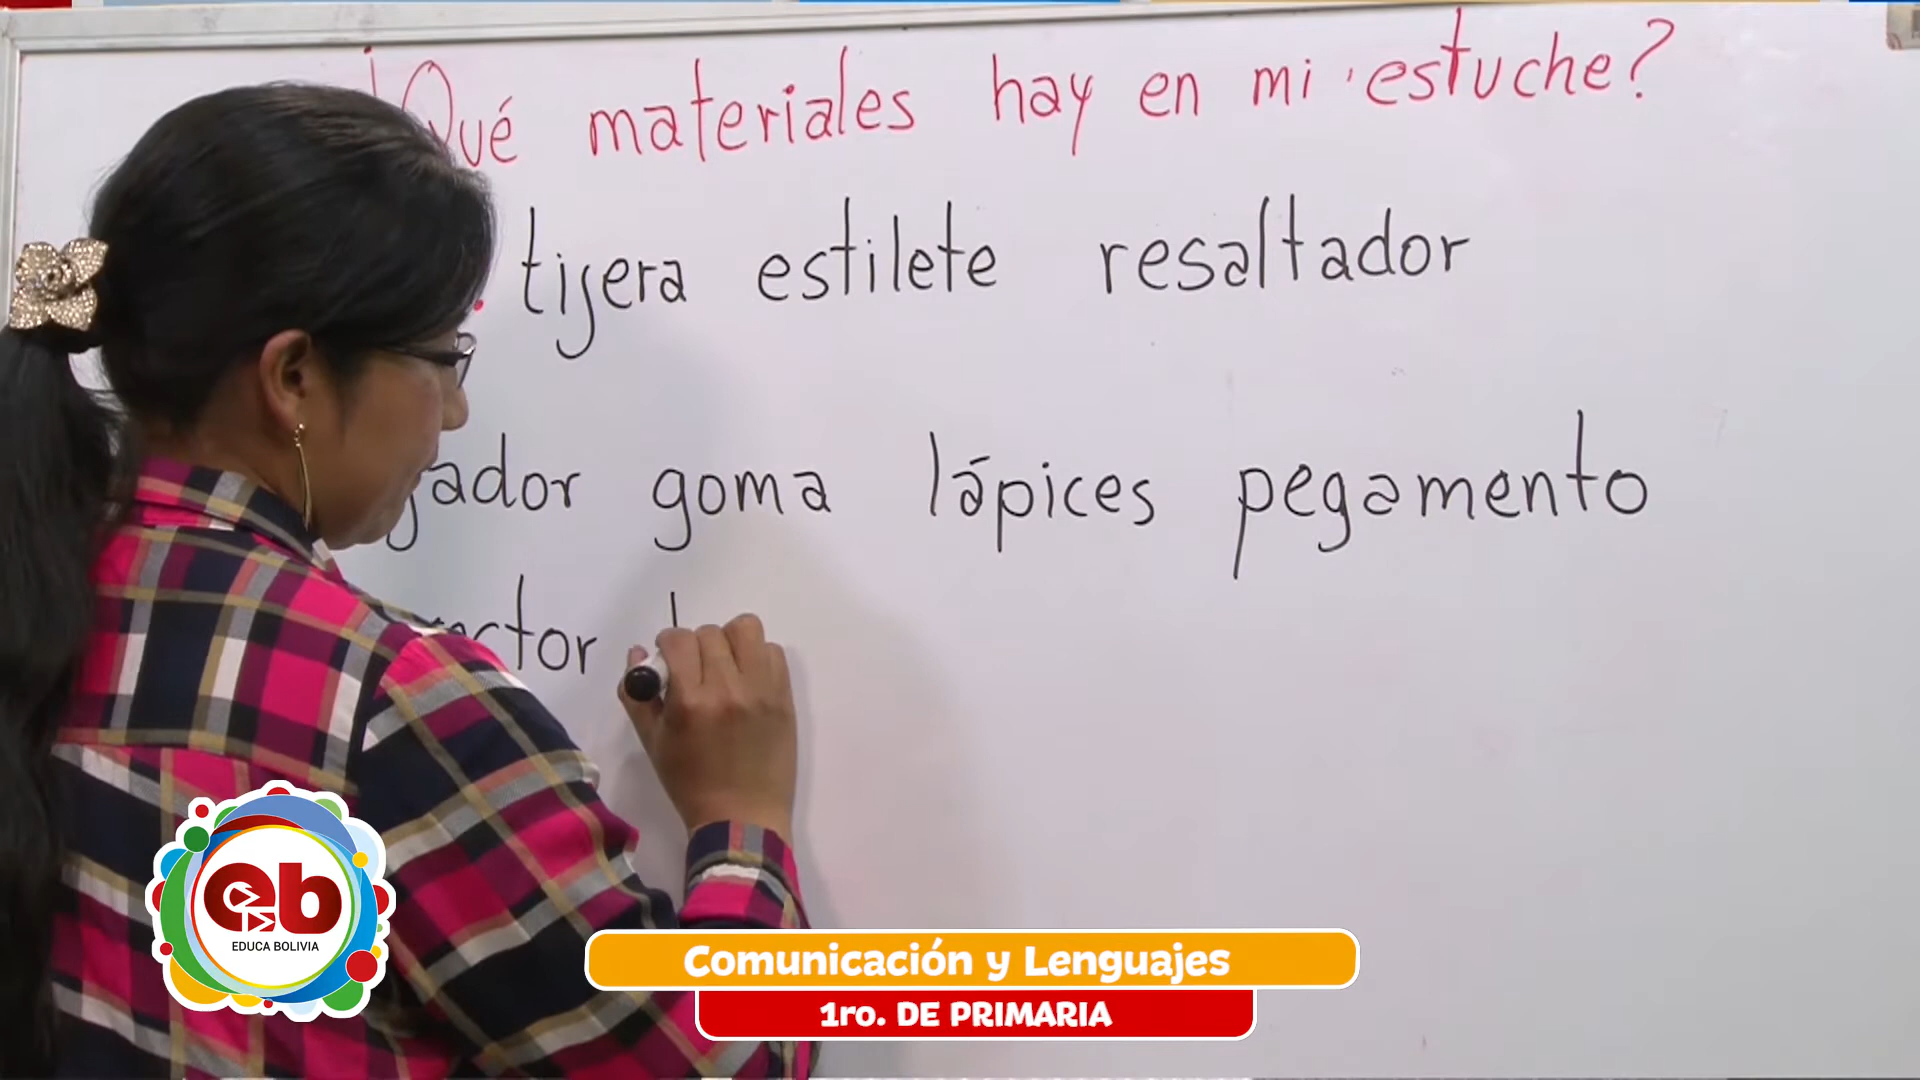 ¿Qué materiales hay en mi estuche?
tijera estilete resaltador
goma lápices pegamento
eb
EDUCA BOLIVIA
Comunicación y Lenguajes
1ro. DE PRIMARIA